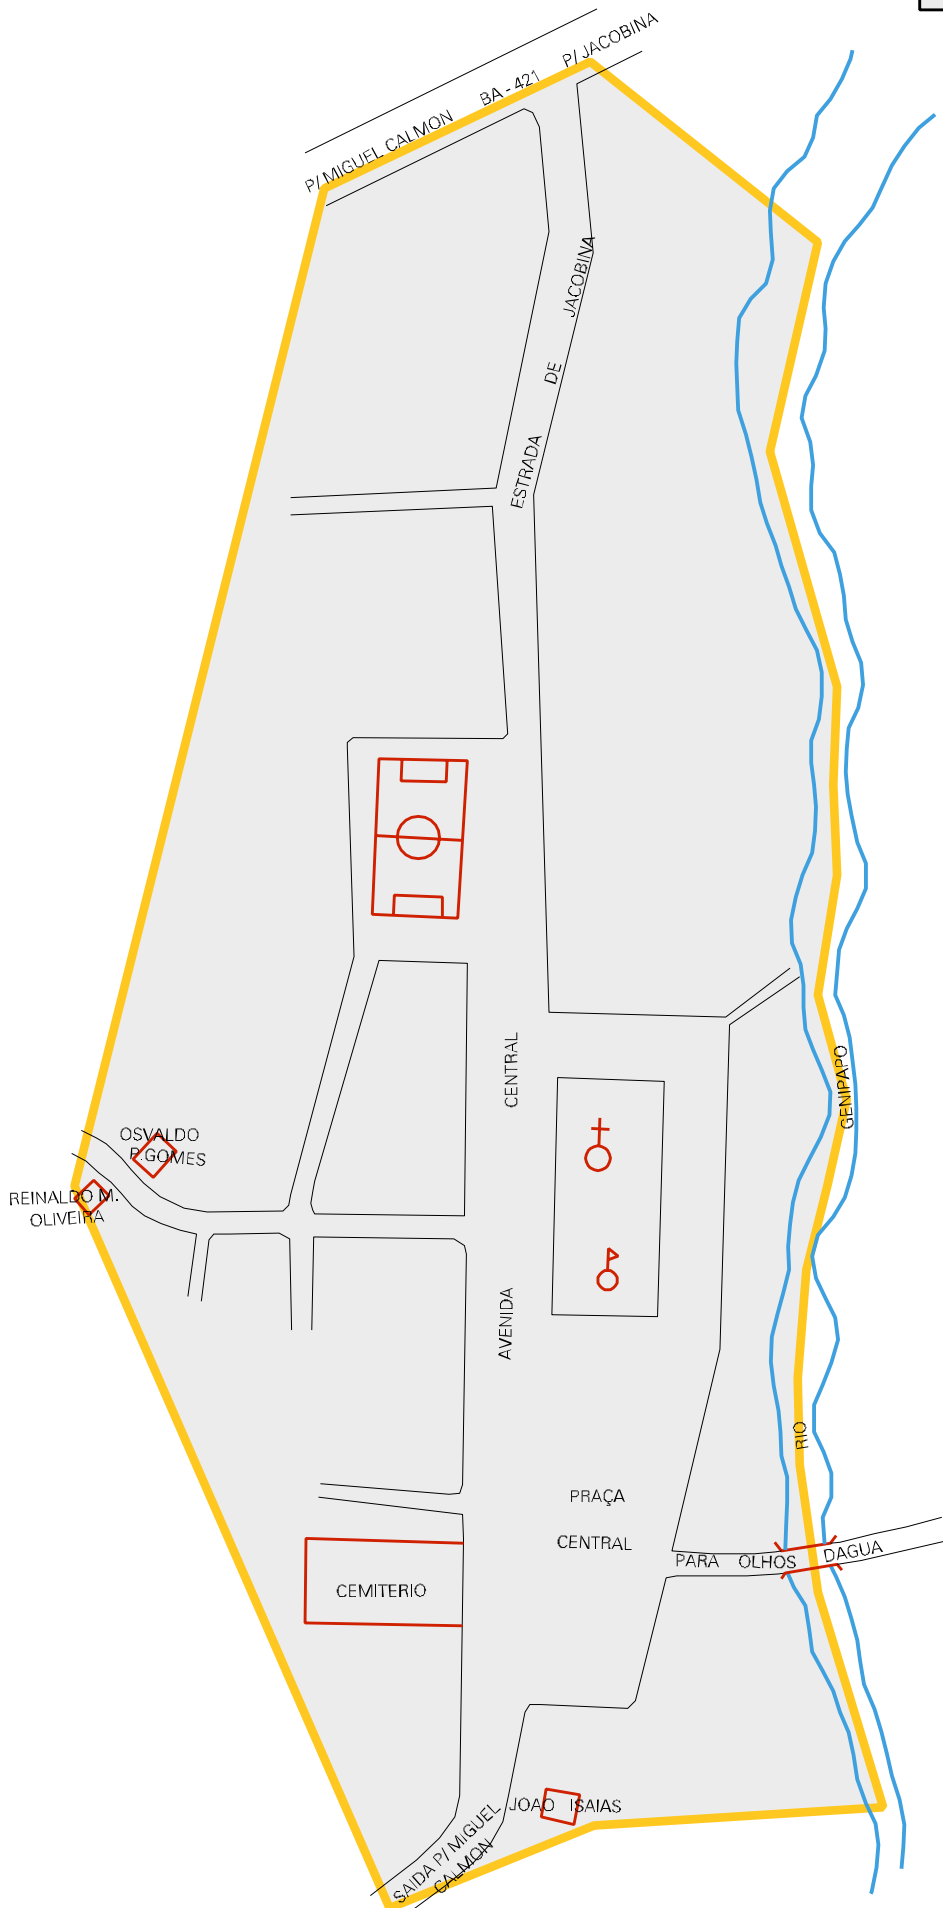 P/ JACOBINA
BA - 421
P/ MIGUEL CALMON
JACOBINA
DE
ESTRADA
CENTRAL
GENIPAPO
OSVALDO
P.GOMES
REINALDO M.
OLIVEIRA
AVENIDA
RIO
PRAÇA
CENTRAL
PARA OLHOS DAGUA
CEMITERIO
JOAO ISAIAS
SAIDA P/ MIGUEL
CALMON